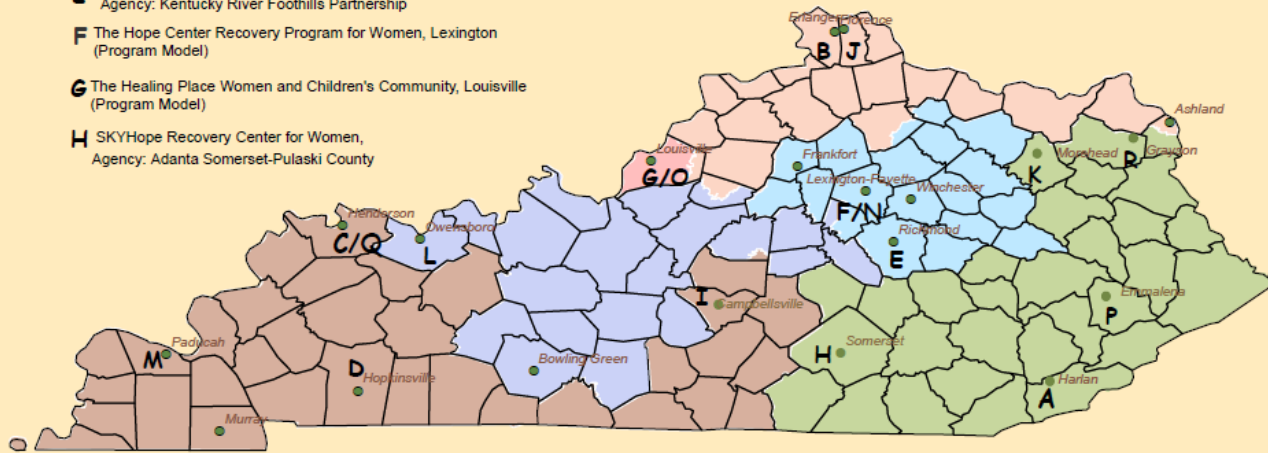 Agency: Kentucky River Foothills Partnership
F The Hope Center Recovery Program for Women, Lexington
(Program Model)
G The Healing Place Women and Children's Community, Louisville
(Program Model)
H SKYHope Recovery Center for Women,
Agency: Adanta Somerset-Pulaski County
Erlanger Florence
B J
Ashland
Louisville
G/O
Frankfort
Morehead
K
R Grayson
Lexington-Fayette
Winchester
F/N
Henderson
C/Q
Owensboro
L
Richmond
E
I
Campbellsville
Emmalena
P
Paducah
M
H Somerset
Bowling Green
D
Hopkinsville
Harlan
A
Murray